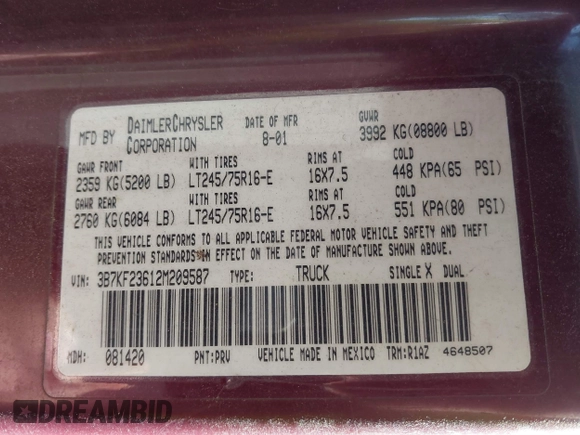 MFD BY DAIMLERCHRYSLER CORPORATION DATE OF MFR 8-01 GVWR 3992 KG(08800 LB)
GAWR FRONT WITH TIRES RIMS AT COLD
2359 KG(5200 LB) LT245/75R16-E 16X7.5 448 KPA(65 PSI)
GAWR REAR WITH TIRES RIMS AT COLD
2760 KG(6084 LB) LT245/75R16-E 16X7.5 551 KPA(80 PSI)
THIS VEHICLE CONFORMS TO ALL APPLICABLE FEDERAL MOTOR VEHICLE SAFETY AND THEFT
PREVENTION STANDARDS IN EFFECT ON THE DATE OF MANUFACTURE SHOWN ABOVE.
VIN: 3B7KF23612M209587 TYPE: TRUCK SINGLE X DUAL
MDH: 081420 PNT:PRV VEHICLE MADE IN MEXICO TRM:R1AZ 4648507
DREAMBID